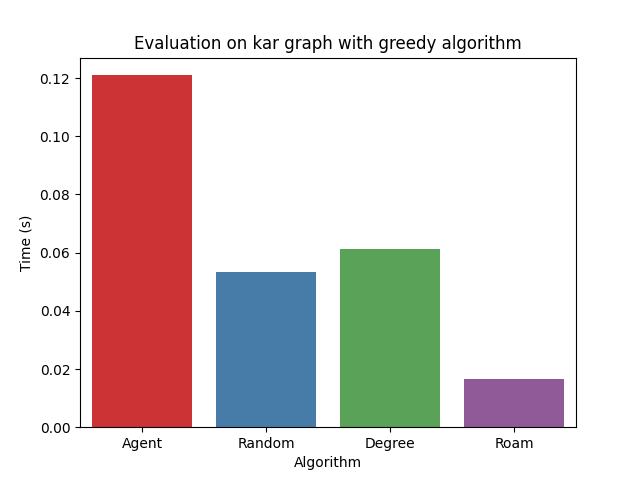 Evaluation on kar graph with greedy algorithm
Time (s)
0.12
0.10
0.08
0.06
0.04
0.02
0.00
Agent Random Degree Roam
Algorithm